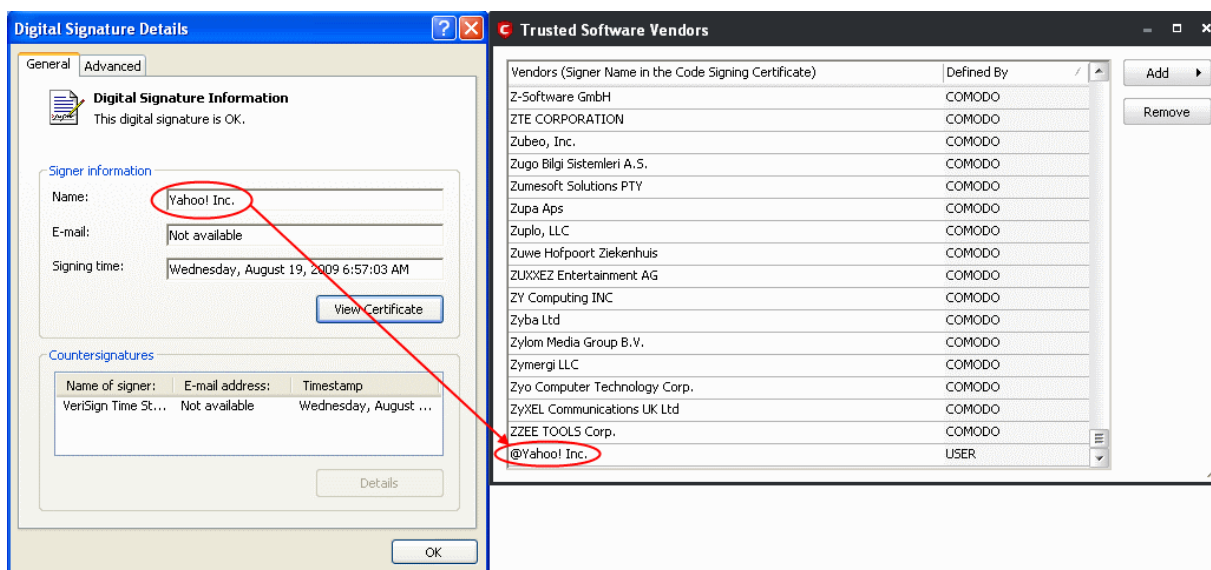 Digital Signature Details
General
Advanced
Digital Signature Information
This digital signature is OK.
Signer information
Name:
Yahoo! Inc.
E-mail:
Not available
Signing time:
Wednesday, August 19, 2009 6:57:03 AM
View Certificate
Countersignatures
Name of signer: E-mail address: Timestamp
VeriSign Time St... Not available Wednesday, August ...
Details
OK
Trusted Software Vendors
Vendors (Signer Name in the Code Signing Certificate) Defined By
Z-Software GmbH COMODO
ZTE CORPORATION COMODO
Zubeo, Inc. COMODO
Zugo Bilgi Sistemleri A.S. COMODO
Zumesoft Solutions PTY COMODO
Zupa Aps COMODO
Zuplo, LLC COMODO
Zuwe Hofpoort Ziekenhuis COMODO
ZUXXEZ Entertainment AG COMODO
ZY Computing INC COMODO
Zyba Ltd COMODO
Zylom Media Group B.V. COMODO
Zymergi LLC COMODO
Zyo Computer Technology Corp. COMODO
ZyXEL Communications UK Ltd COMODO
ZZEE TOOLS Corp. COMODO
@Yahoo! Inc. USER
Add
Remove